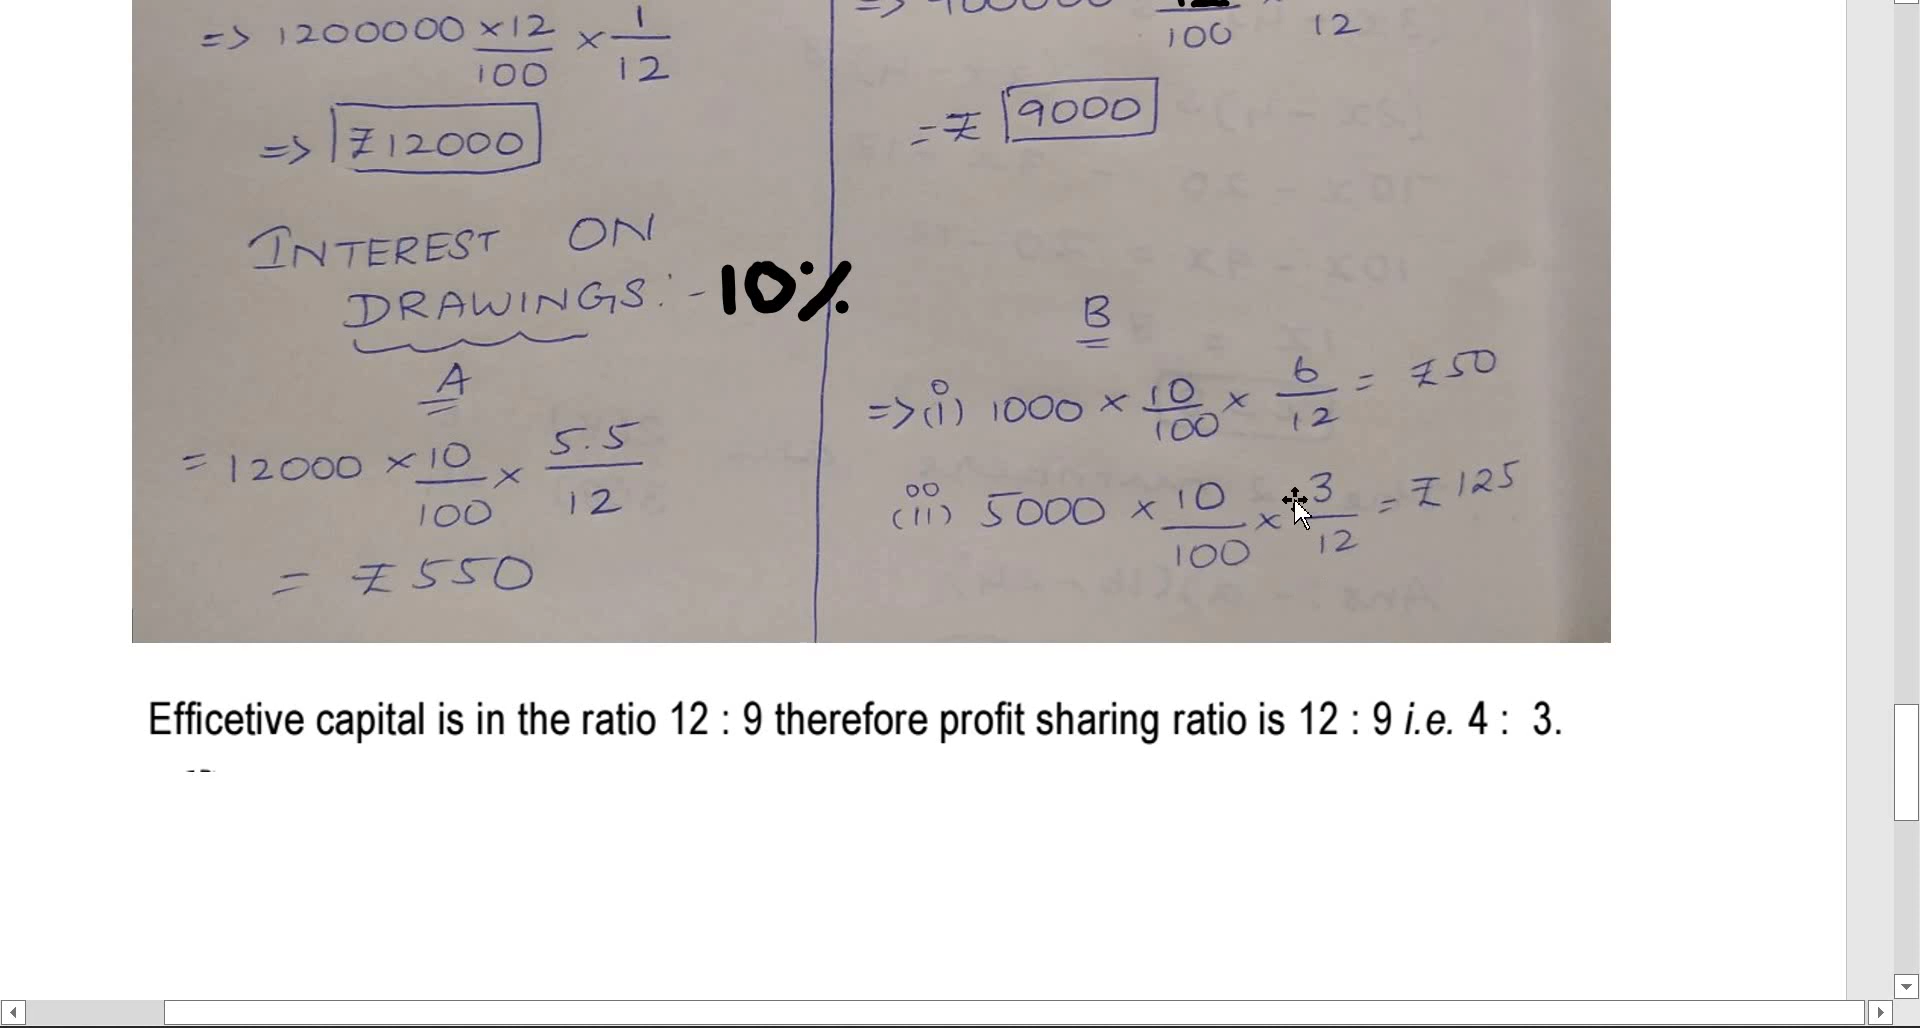 => 1200000 × 12/100 × 1/12
=> ₹12000
INTEREST ON
DRAWINGS:- 10%
A
= 12000 × 10/100 × 5.5/12
= ₹550
100 12
= ₹ 9000
B
=> (i) 1000 × 10/100 × 6/12 = ₹50
(ii) 5000 × 10/100 × 3/12 = ₹125
Efficetive capital is in the ratio 12 : 9 therefore profit sharing ratio is 12 : 9 i.e. 4 : 3.